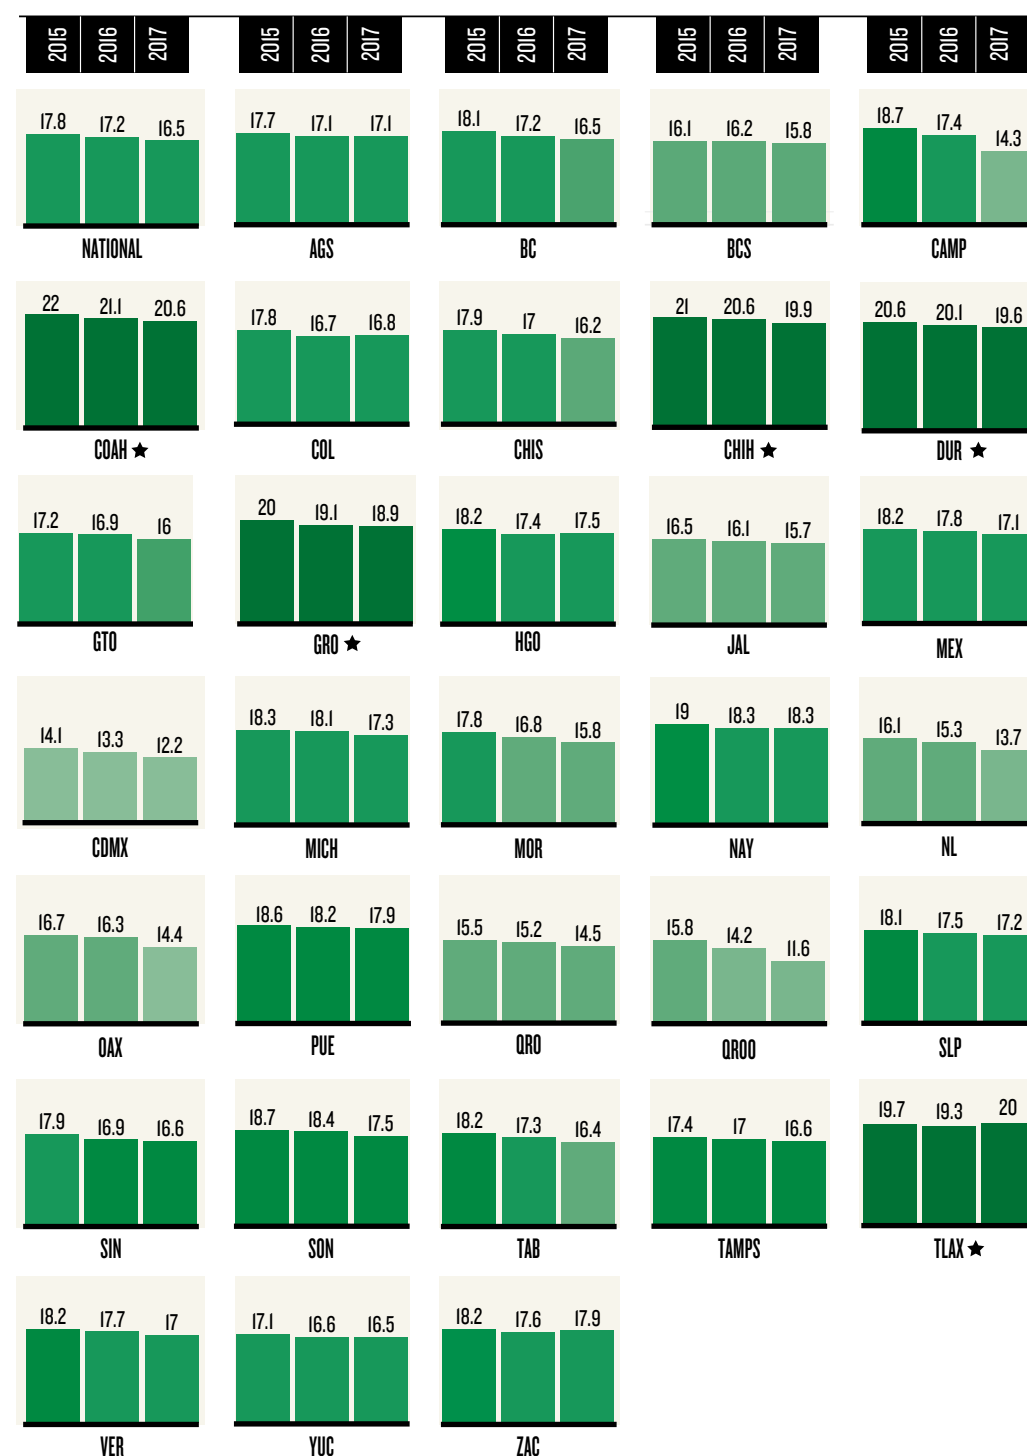 2015 2016 2017 2015 2016 2017 2015 2016 2017 2015 2016 2017 2015 2016 2017
17.8 17.2 16.5 17.7 17.1 17.1 18.1 17.2 16.5 16.1 16.2 15.8 18.7 17.4 14.3
NATIONAL AGS BC BCS CAMP
22 21.1 20.6 17.8 16.7 16.8 17.9 17 16.2 21 20.6 19.9 20.6 20.1 19.6
COAH ★ COL CHIS CHIH ★ DUR ★
17.2 16.9 16 20 19.1 18.9 18.2 17.4 17.5 16.5 16.1 15.7 18.2 17.8 17.1
GTO GRO ★ HGO JAL MEX
14.1 13.3 12.2 18.3 18.1 17.3 17.8 16.8 15.8 19 18.3 18.3 16.1 15.3 13.7
CDMX MICH MOR NAY NL
16.7 16.3 14.4 18.6 18.2 17.9 15.5 15.2 14.5 15.8 14.2 11.6 18.1 17.5 17.2
OAX PUE QRO QROO SLP
17.9 16.9 16.6 18.7 18.4 17.5 18.2 17.3 16.4 17.4 17 16.6 19.7 19.3 20
SIN SON TAB TAMPS TLAX ★
18.2 17.7 17 17.1 16.6 16.5 18.2 17.6 17.9
VER YUC ZAC